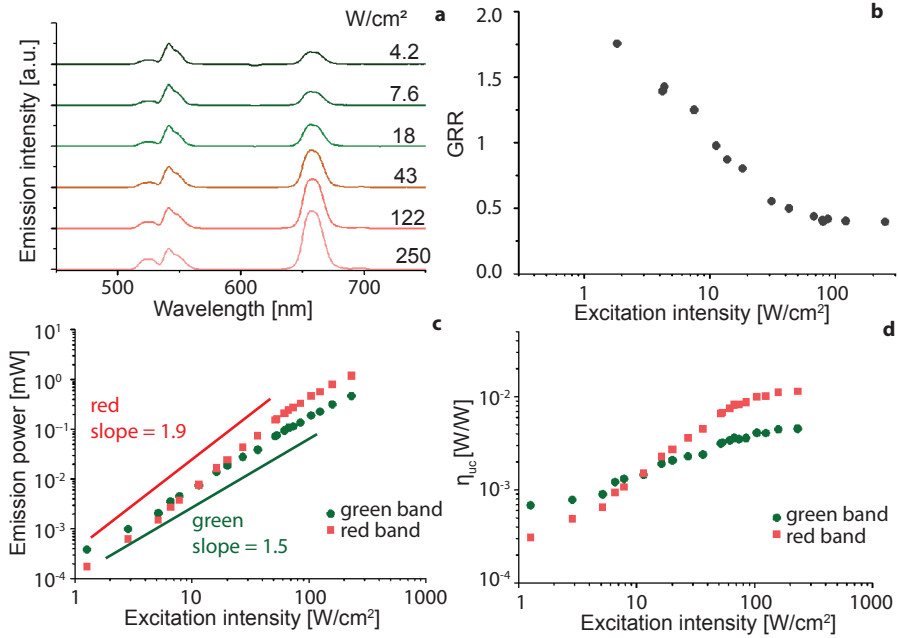 a
W/cm²
4.2
7.6
18
43
122
250
Emission intensity [a.u.]
500 600 700
Wavelength [nm]
b
2.0
1.5
1
0.5
0.0
GRR
1 10 100
Excitation intensity [W/cm²]
c
10¹
10⁰
10⁻¹
10⁻²
10⁻³
10⁻⁴
Emission power [mW]
red
slope = 1.9
green
slope = 1.5
green band
red band
1 10 100 1000
Excitation intensity [W/cm²]
d
10⁻²
10⁻³
10⁻⁴
η_uc [W/W]
green band
red band
1 10 100 1000
Excitation intensity [W/cm²]